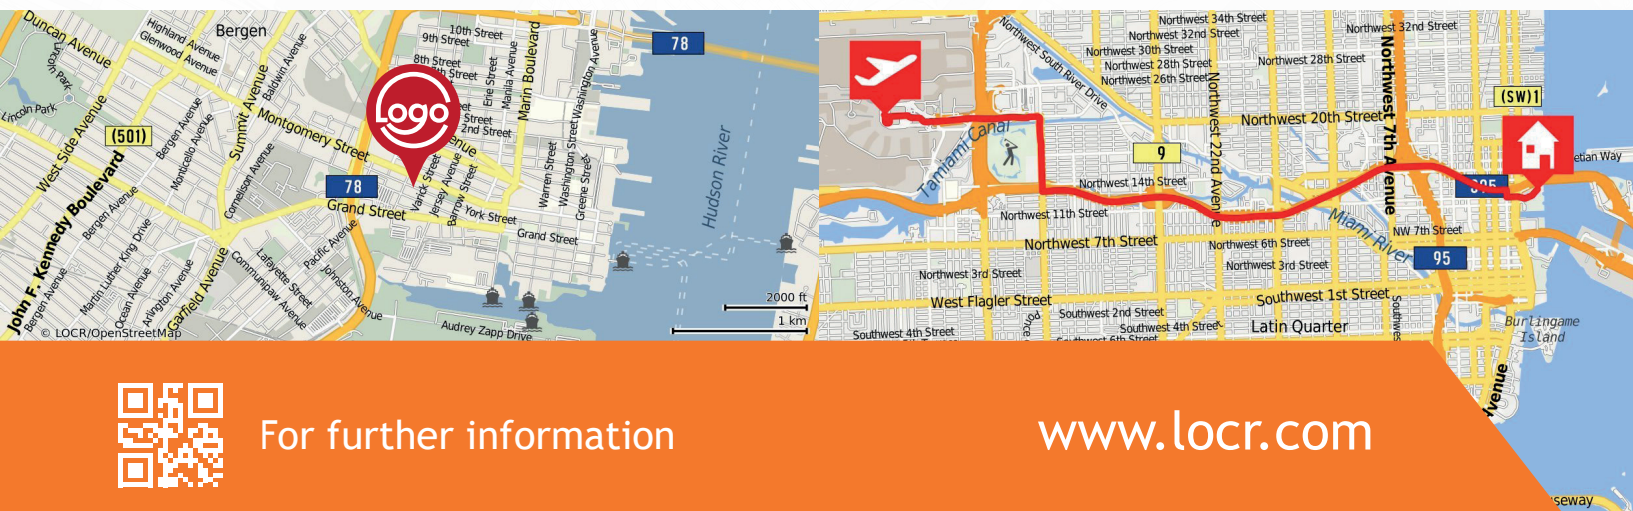 Duncan Avenue
Highland Avenue
Glenwood Avenue
Bergen
Baldwin Avenue
10th Street
9th Street
8th Street
Erie Street
Manila Avenue
Marin Boulevard
Washington Avenue
78
Lincoln Park
West Side Avenue
(501)
Bergen Avenue
Monticello Avenue
Summit Avenue
Montgomery Street
Logo
2nd Street
Cornelison Avenue
78
Grand Street
Varick Street
Jersey Avenue
Barrow Street
York Street
Grand Street
Warren Street
Washington Street
Greene Street
Hudson River
John F. Kennedy Boulevard
Bergen Avenue
Bergen Avenue
Martin Luther King Drive
Ocean Avenue
Arlington Avenue
Garfield Avenue
Pacific Avenue
Lafayette Street
Communipaw Avenue
Johnston Avenue
Audrey Zapp Drive
2000 ft
1 km
© LOCR/OpenStreetMap
Northwest South River Drive
Northwest 34th Street
Northwest 32nd Street
Northwest 30th Street
Northwest 28th Street
Northwest 26th Street
Northwest 32nd Street
Northwest 28th Street
Northwest 22nd Avenue
Northwest 7th Avenue
Northwest 20th Street
(SW)1
Tamiami Canal
9
Northwest 14th Street
Northwest 11th Street
Northwest 7th Street
Northwest 6th Street
Northwest 3rd Street
Northwest 3rd Street
Miami River
NW 7th Street
95
West Flagler Street
Southwest 1st Street
Southwest 2nd Street
Southwest 4th Street
Southwest 4th Street
Latin Quarter
Burlingame
Island
For further information
www.locr.com